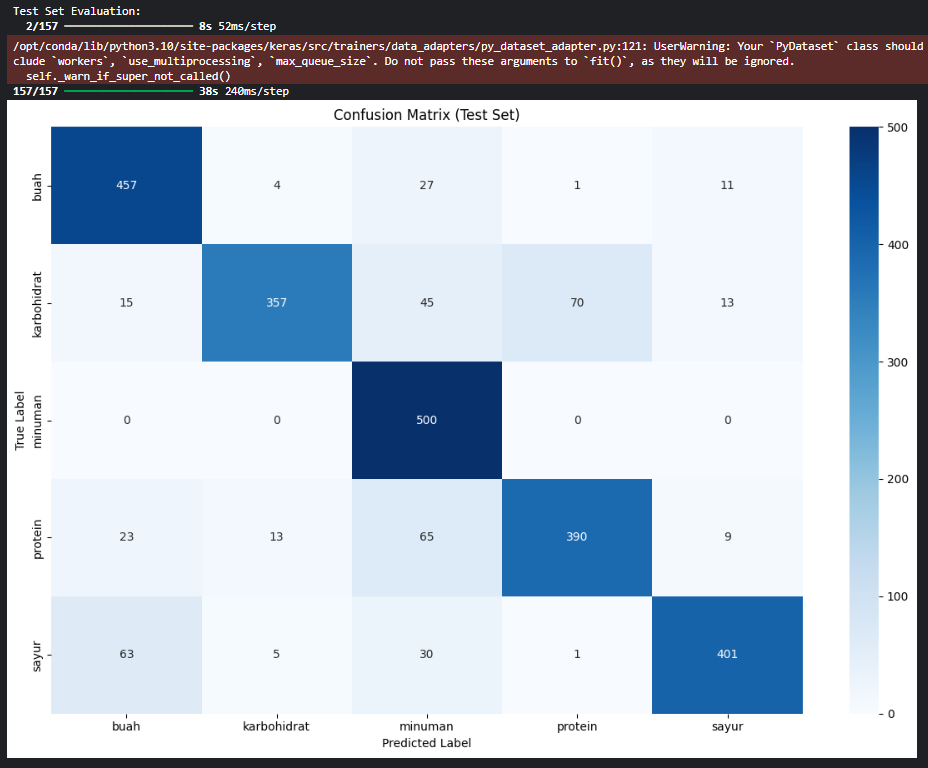 Test Set Evaluation:
2/157 ━━━━━━━━━━━━━━━━━━━━ 8s 52ms/step
/opt/conda/lib/python3.10/site-packages/keras/src/trainers/data_adapters/py_dataset_adapter.py:121: UserWarning: Your `PyDataset` class should
clude `workers`, `use_multiprocessing`, `max_queue_size`. Do not pass these arguments to `fit()`, as they will be ignored.
self._warn_if_super_not_called()
157/157 ━━━━━━━━━━━━━━━━━━━━ 38s 240ms/step
Confusion Matrix (Test Set)
True Label
buah 457 4 27 1 11
karbohidrat 15 357 45 70 13
minuman 0 0 500 0 0
protein 23 13 65 390 9
sayur 63 5 30 1 401
buah karbohidrat minuman protein sayur
Predicted Label
500
400
300
200
100
0